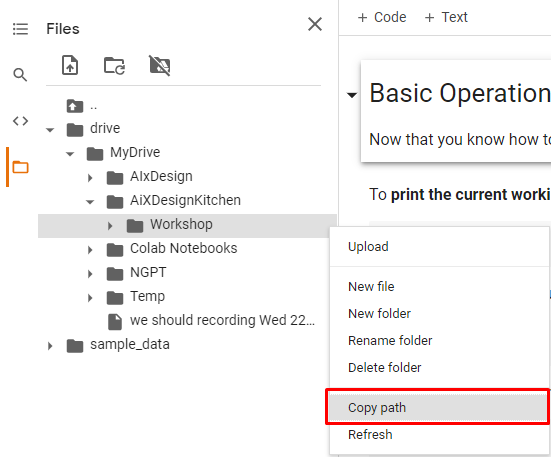 Files
..
drive
MyDrive
AIxDesign
AiXDesignKitchen
Workshop
Colab Notebooks
NGPT
Temp
we should recording Wed 22...
sample_data
+ Code + Text
Basic Operation
Now that you know how to
To print the current worki
Upload
New file
New folder
Rename folder
Delete folder
Copy path
Refresh